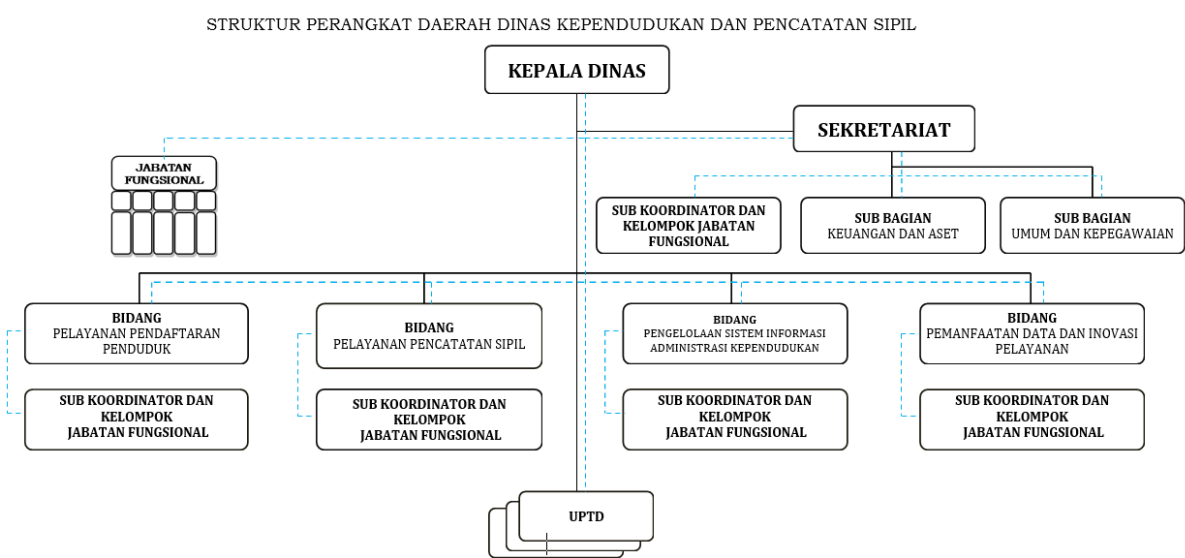 STRUKTUR PERANGKAT DAERAH DINAS KEPENDUDUKAN DAN PENCATATAN SIPIL
KEPALA DINAS
SEKRETARIAT
JABATAN
FUNGSIONAL
SUB KOORDINATOR DAN
KELOMPOK JABATAN
FUNGSIONAL
SUB BAGIAN
KEUANGAN DAN ASET
SUB BAGIAN
UMUM DAN KEPEGAWAIAN
BIDANG
PELAYANAN PENDAFTARAN
PENDUDUK
BIDANG
PELAYANAN PENCATATAN SIPIL
BIDANG
PENGELOLAAN SISTEM INFORMASI
ADMINISTRASI KEPENDUDUKAN
BIDANG
PEMANFAATAN DATA DAN INOVASI
PELAYANAN
SUB KOORDINATOR DAN
KELOMPOK
JABATAN FUNGSIONAL
SUB KOORDINATOR DAN
KELOMPOK
JABATAN FUNGSIONAL
SUB KOORDINATOR DAN
KELOMPOK
JABATAN FUNGSIONAL
SUB KOORDINATOR DAN
KELOMPOK
JABATAN FUNGSIONAL
UPTD